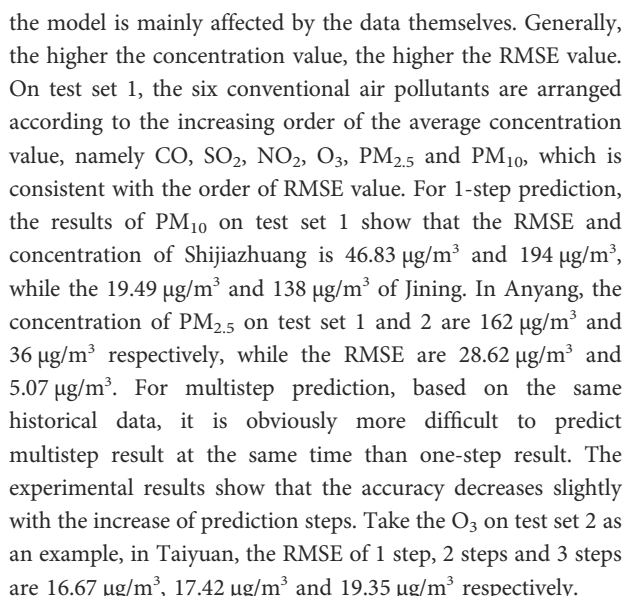 the model is mainly affected by the data themselves. Generally,
the higher the concentration value, the higher the RMSE value.
On test set 1, the six conventional air pollutants are arranged
according to the increasing order of the average concentration
value, namely CO, SO₂, NO₂, O₃, PM₂.₅ and PM₁₀, which is
consistent with the order of RMSE value. For 1-step prediction,
the results of PM₁₀ on test set 1 show that the RMSE and
concentration of Shijiazhuang is 46.83 μg/m³ and 194 μg/m³,
while the 19.49 μg/m³ and 138 μg/m³ of Jining. In Anyang, the
concentration of PM₂.₅ on test set 1 and 2 are 162 μg/m³ and
36 μg/m³ respectively, while the RMSE are 28.62 μg/m³ and
5.07 μg/m³. For multistep prediction, based on the same
historical data, it is obviously more difficult to predict
multistep result at the same time than one-step result. The
experimental results show that the accuracy decreases slightly
with the increase of prediction steps. Take the O₃ on test set 2 as
an example, in Taiyuan, the RMSE of 1 step, 2 steps and 3 steps
are 16.67 μg/m³, 17.42 μg/m³ and 19.35 μg/m³ respectively.